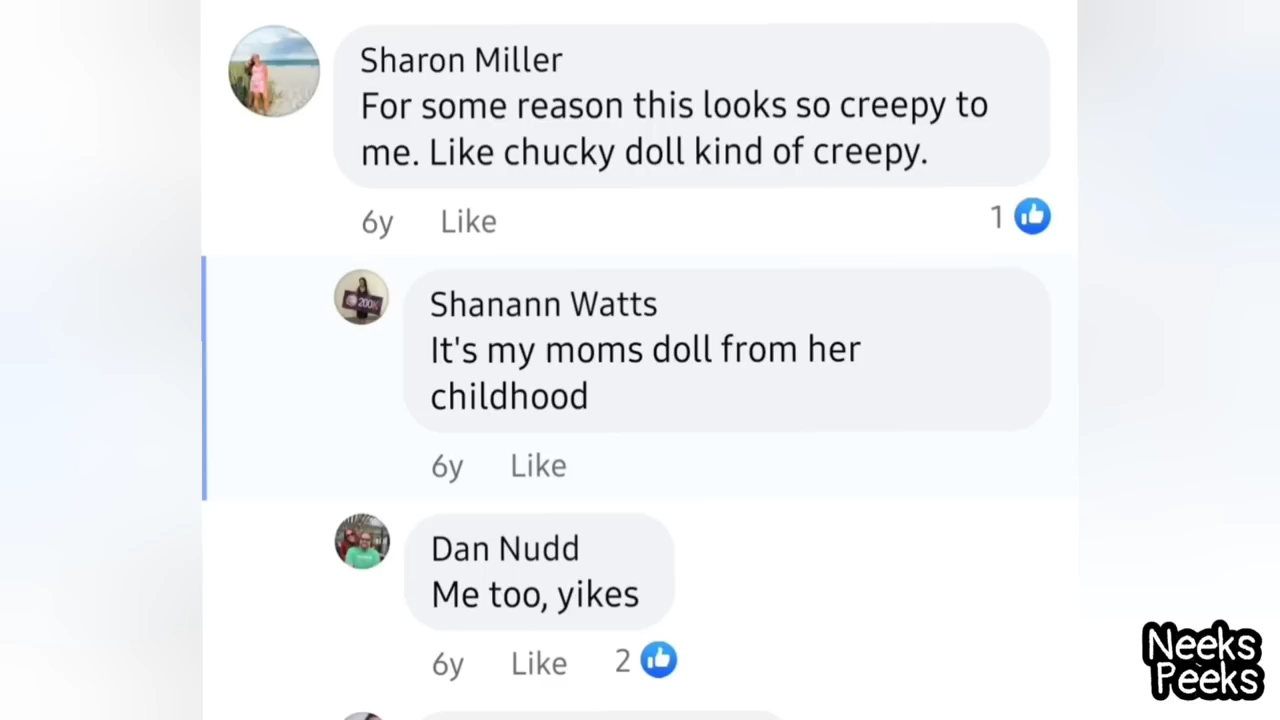 Sharon Miller
For some reason this looks so creepy to
me. Like chucky doll kind of creepy.
6y Like 1
Shanann Watts
It's my moms doll from her
childhood
6y Like
Dan Nudd
Me too, yikes
6y Like 2
Neeks
Peeks
200K